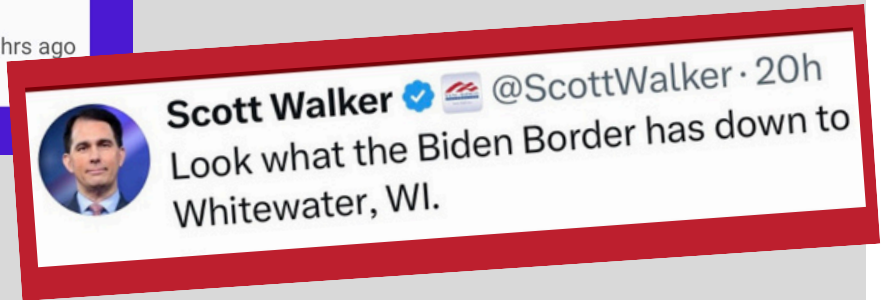 hrs ago
Scott Walker @ScottWalker · 20h
Look what the Biden Border has down to
Whitewater, WI.